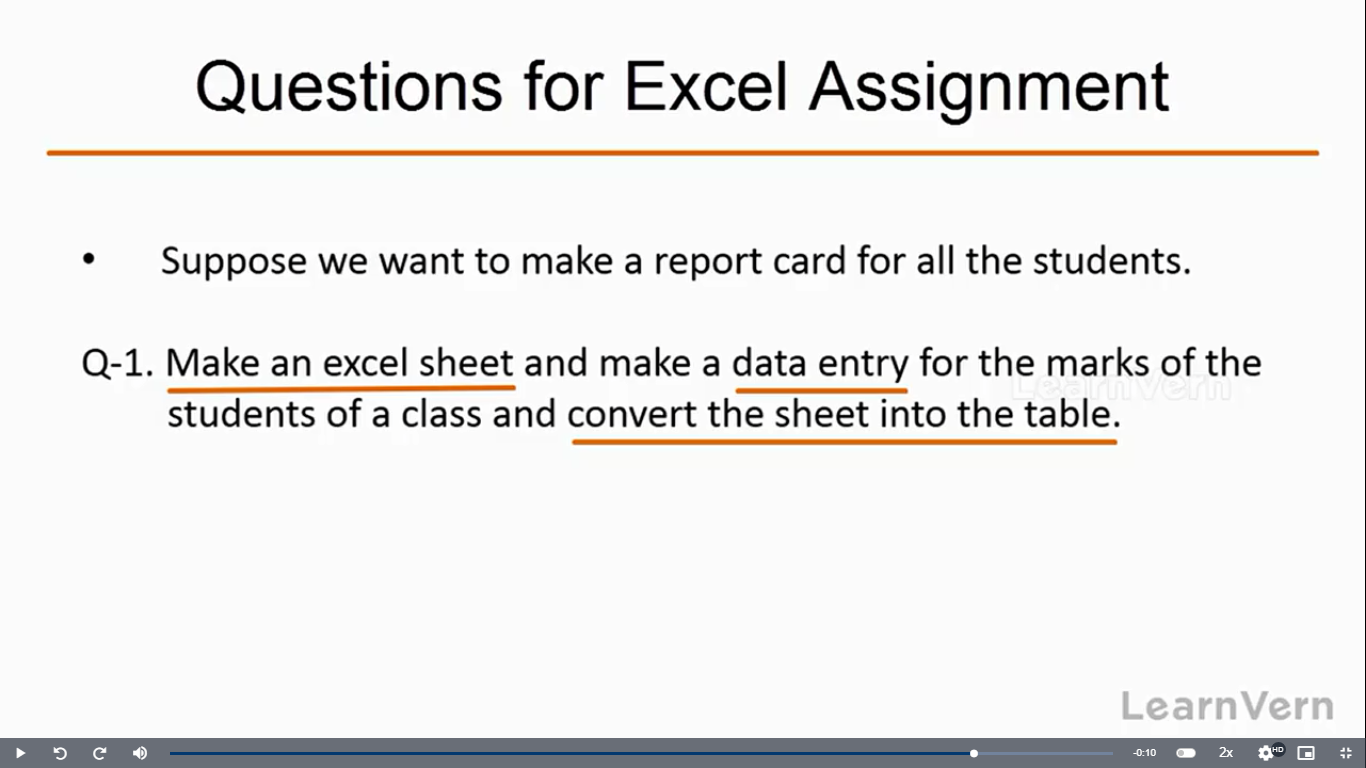 Questions for Excel Assignment
• Suppose we want to make a report card for all the students.
Q-1. Make an excel sheet and make a data entry for the marks of the
students of a class and convert the sheet into the table.
LearnVern
LearnVern
-0:10
2x
HD